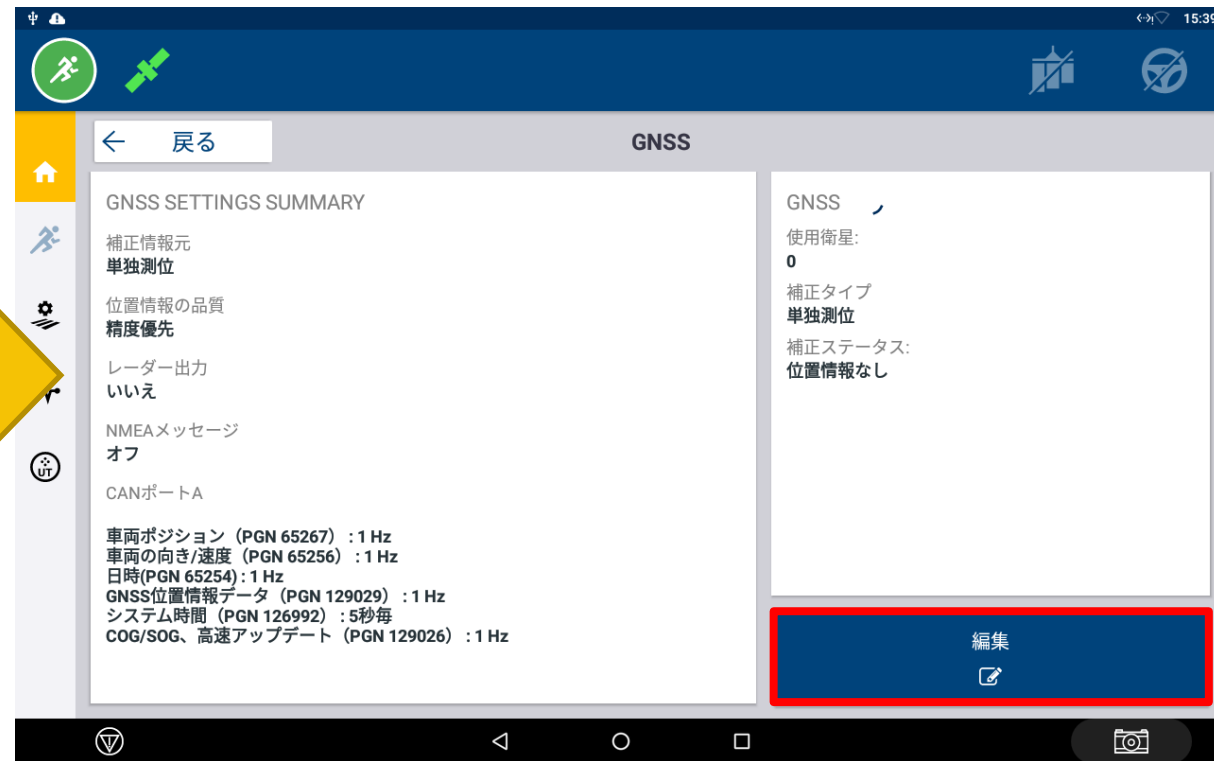 15:39
戻る
GNSS
GNSS SETTINGS SUMMARY
補正情報元
単独測位
位置情報の品質
精度優先
レーダー出力
いいえ
NMEAメッセージ
オフ
CANポートA
車両ポジション（PGN 65267）: 1 Hz
車両の向き/速度（PGN 65256）: 1 Hz
日時(PGN 65254) : 1 Hz
GNSS位置情報データ（PGN 129029）: 1 Hz
システム時間（PGN 126992）: 5秒毎
COG/SOG、高速アップデート（PGN 129026）: 1 Hz
GNSS
使用衛星:
0
補正タイプ
単独測位
補正ステータス:
位置情報なし
編集
UT